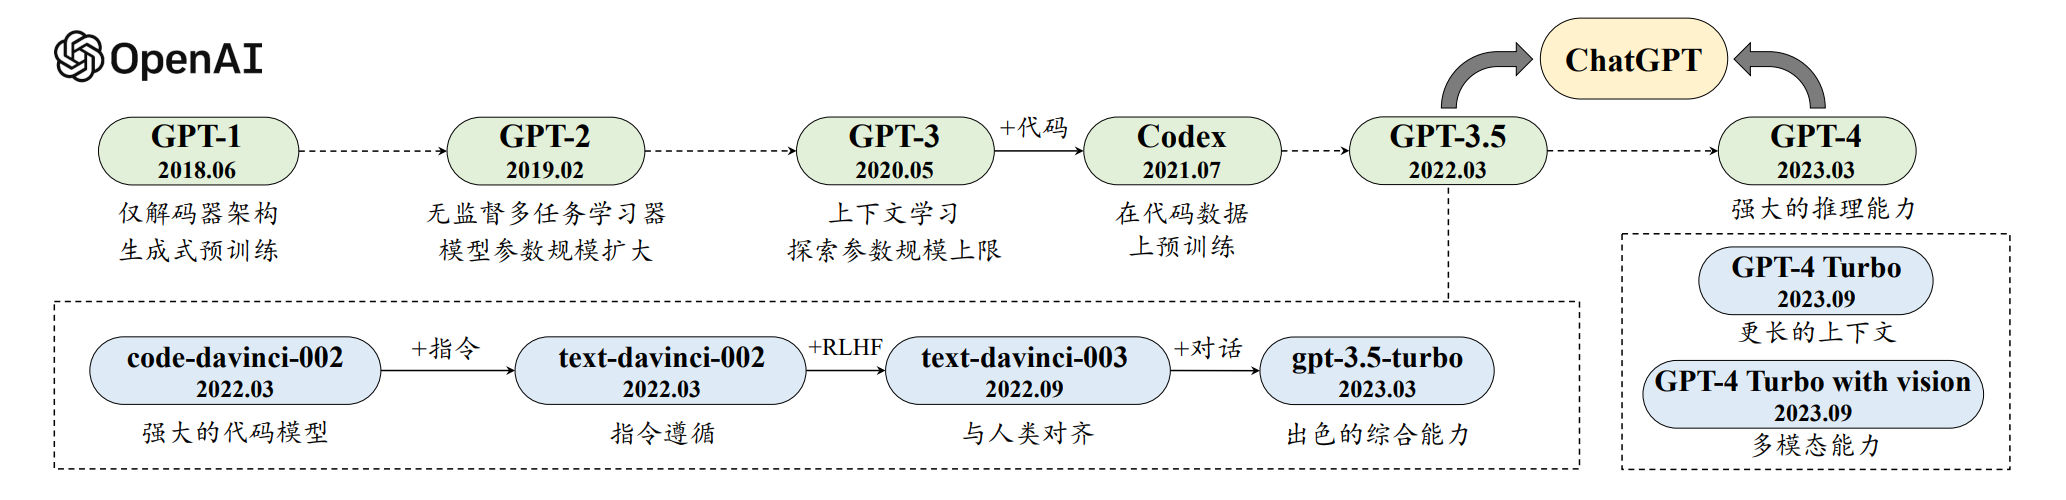 OpenAI
ChatGPT
GPT-1
2018.06
仅解码器架构
生成式预训练
GPT-2
2019.02
无监督多任务学习器
模型参数规模扩大
GPT-3
2020.05
上下文学习
探索参数规模上限
+代码
Codex
2021.07
在代码数据
上预训练
GPT-3.5
2022.03
GPT-4
2023.03
强大的推理能力
code-davinci-002
2022.03
强大的代码模型
+指令
text-davinci-002
2022.03
指令遵循
+RLHF
text-davinci-003
2022.09
与人类对齐
+对话
gpt-3.5-turbo
2023.03
出色的综合能力
GPT-4 Turbo
2023.09
更长的上下文
GPT-4 Turbo with vision
2023.09
多模态能力